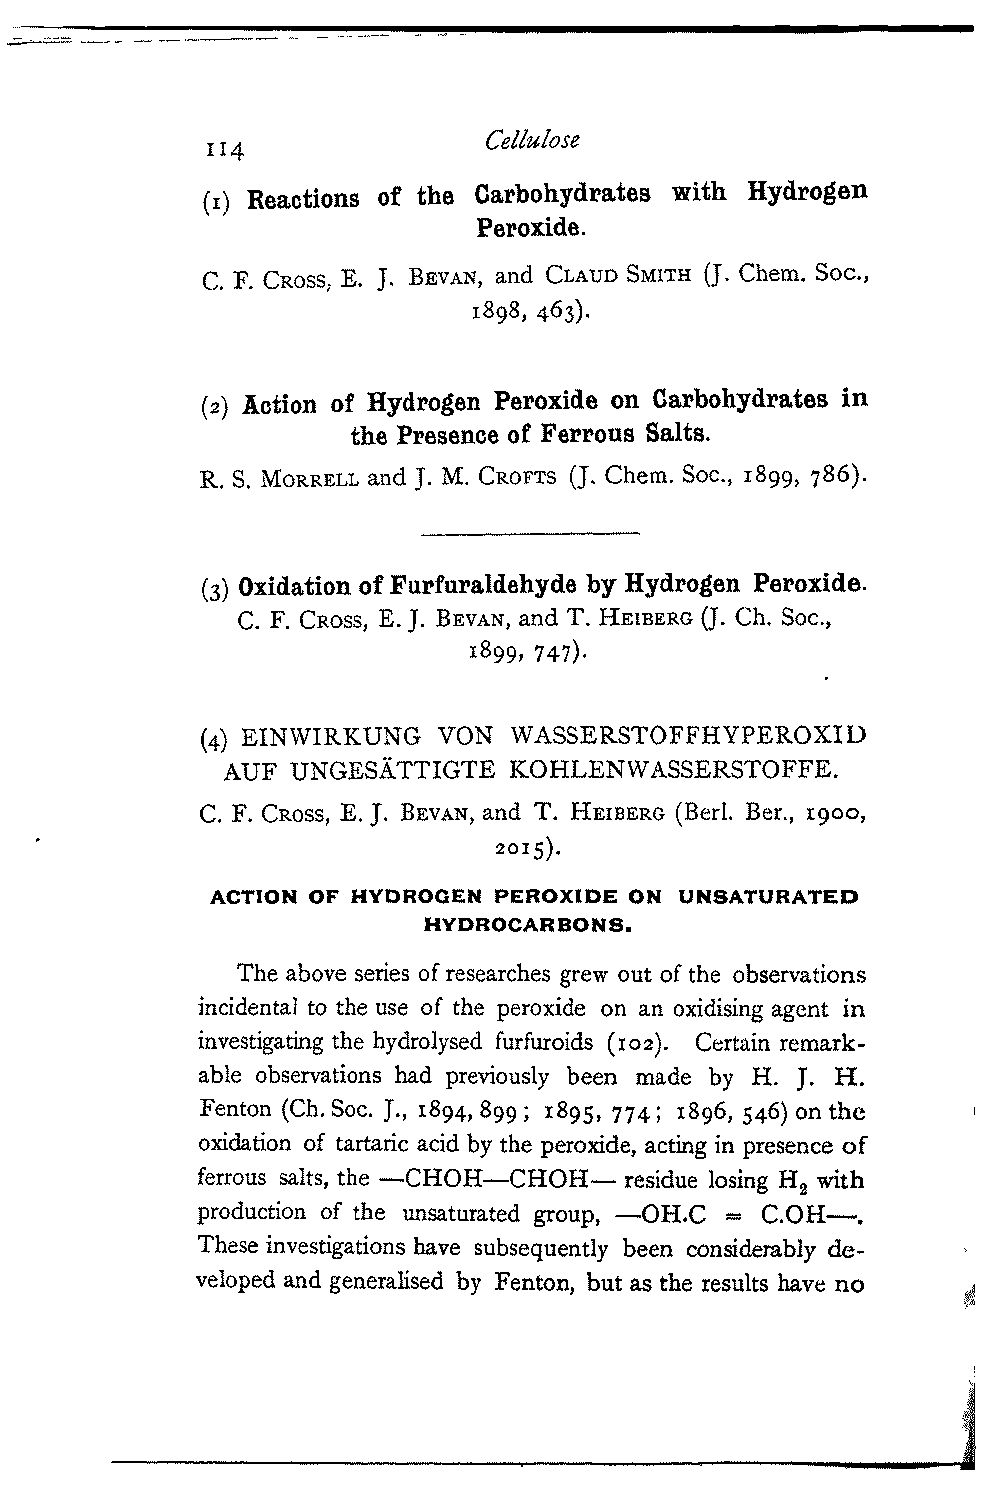 114 Cellulose
(1) Reactions of the Carbohydrates with Hydrogen
Peroxide.
C. F. CROSS, E. J. BEVAN, and CLAUD SMITH (J. Chem. Soc.,
1898, 463).
(2) Action of Hydrogen Peroxide on Carbohydrates in
the Presence of Ferrous Salts.
R. S. MORRELL and J. M. CROFTS (J. Chem. Soc., 1899, 786).
(3) Oxidation of Furfuraldehyde by Hydrogen Peroxide.
C. F. CROSS, E. J. BEVAN, and T. HEIBERG (J. Ch. Soc.,
1899, 747).
(4) EINWIRKUNG VON WASSERSTOFFHYPEROXID
AUF UNGESÄTTIGTE KOHLENWASSERSTOFFE.
C. F. CROSS, E. J. BEVAN, and T. HEIBERG (Berl. Ber., 1900,
2015).
ACTION OF HYDROGEN PEROXIDE ON UNSATURATED
HYDROCARBONS.
The above series of researches grew out of the observations
incidental to the use of the peroxide on an oxidising agent in
investigating the hydrolysed furfuroids (102). Certain remark-
able observations had previously been made by H. J. H.
Fenton (Ch. Soc. J., 1894, 899; 1895, 774; 1896, 546) on the
oxidation of tartaric acid by the peroxide, acting in presence of
ferrous salts, the —CHOH—CHOH— residue losing H₂ with
production of the unsaturated group, —OH.C = C.OH—.
These investigations have subsequently been considerably de-
veloped and generalised by Fenton, but as the results have no